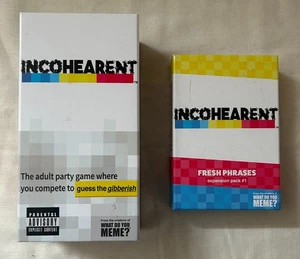 INCOHEARENT
The adult party game where
you compete to guess the gibberish
PARENTAL
ADVISORY
EXPLICIT CONTENT
From the creators of
WHAT DO YOU
MEME?
INCOHEARENT
FRESH PHRASES
expansion pack #1
From the creators of
WHAT DO YOU
MEME?